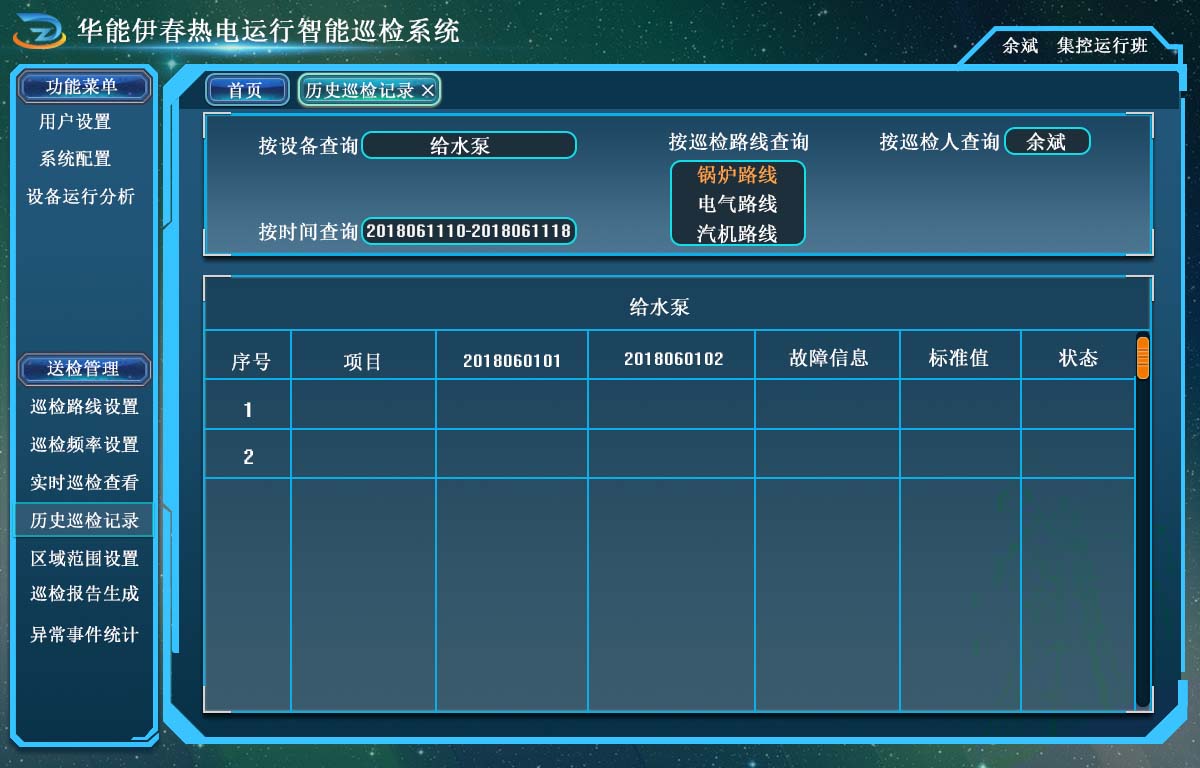 华能伊春热电运行智能巡检系统
余斌 集控运行班
功能菜单
用户设置
系统配置
设备运行分析
送检管理
巡检路线设置
巡检频率设置
实时巡检查看
历史巡检记录
区域范围设置
巡检报告生成
异常事件统计
首页
历史巡检记录 ×
按设备查询 给水泵
按巡检路线查询
锅炉路线
电气路线
汽机路线
按巡检人查询 余斌
按时间查询 2018061110-2018061118
给水泵
序号 项目 2018060101 2018060102 故障信息 标准值 状态
1
2